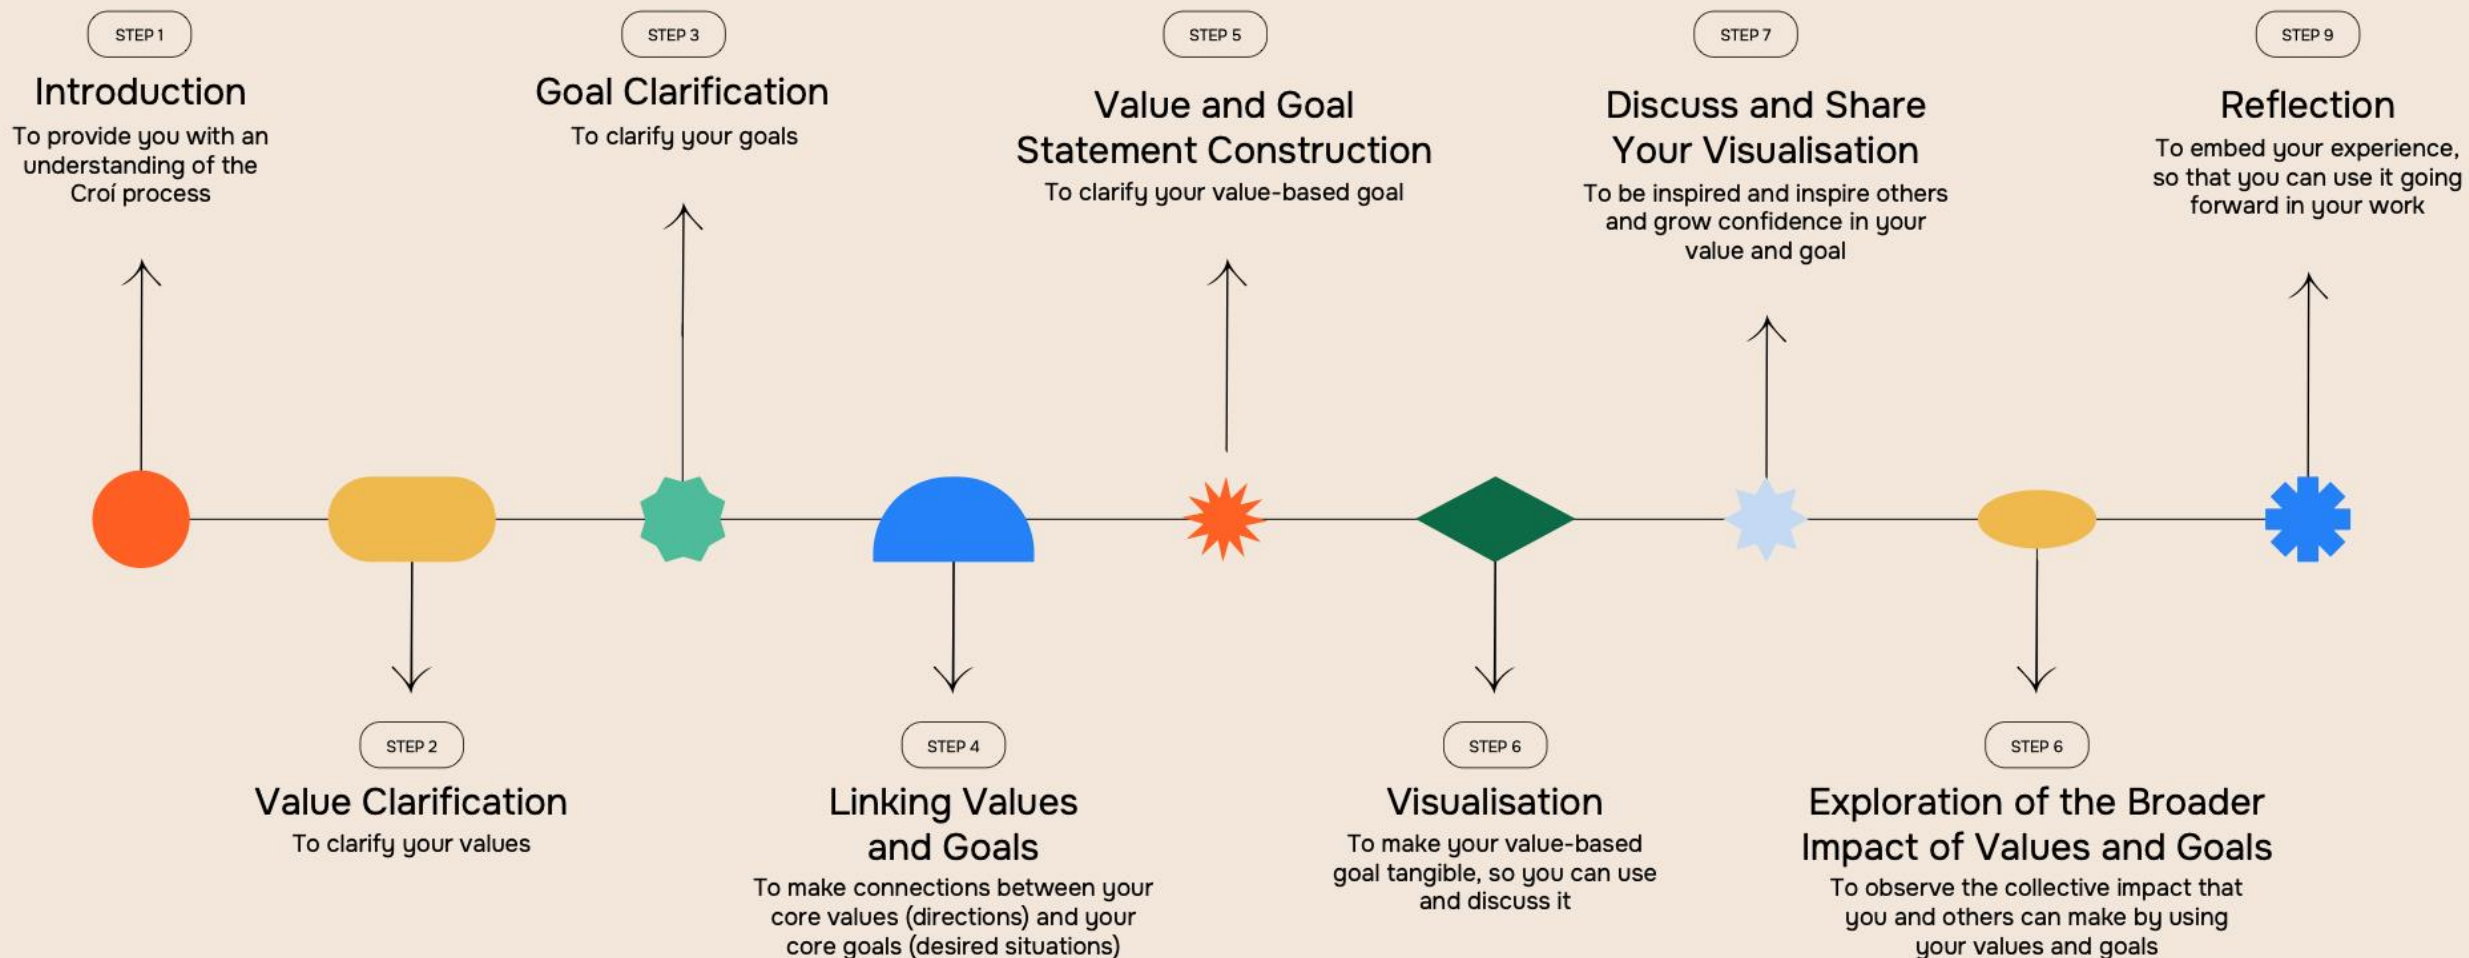 STEP 1
Introduction
To provide you with an
understanding of the
Croí process
STEP 3
Goal Clarification
To clarify your goals
STEP 5
Value and Goal
Statement Construction
To clarify your value-based goal
STEP 7
Discuss and Share
Your Visualisation
To be inspired and inspire others
and grow confidence in your
value and goal
STEP 9
Reflection
To embed your experience,
so that you can use it going
forward in your work
STEP 2
Value Clarification
To clarify your values
STEP 4
Linking Values
and Goals
To make connections between your
core values (directions) and your
core goals (desired situations)
STEP 6
Visualisation
To make your value-based
goal tangible, so you can use
and discuss it
STEP 6
Exploration of the Broader
Impact of Values and Goals
To observe the collective impact that
you and others can make by using
your values and goals